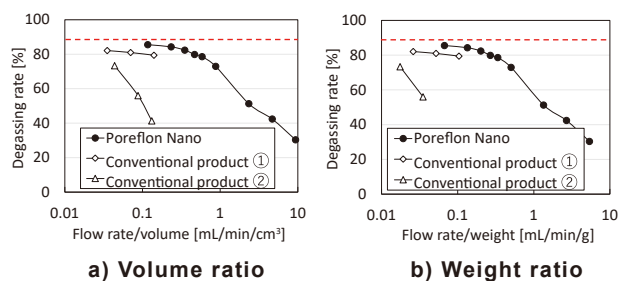 Degassing rate [%]
100
80
60
40
20
0
Poreflon Nano
Conventional product ①
Conventional product ②
0.01
0.1
1
10
Flow rate/volume [mL/min/cm³]
a) Volume ratio
Degassing rate [%]
100
80
60
40
20
0
Poreflon Nano
Conventional product ①
Conventional product ②
0.01
0.1
1
10
Flow rate/weight [mL/min/g]
b) Weight ratio